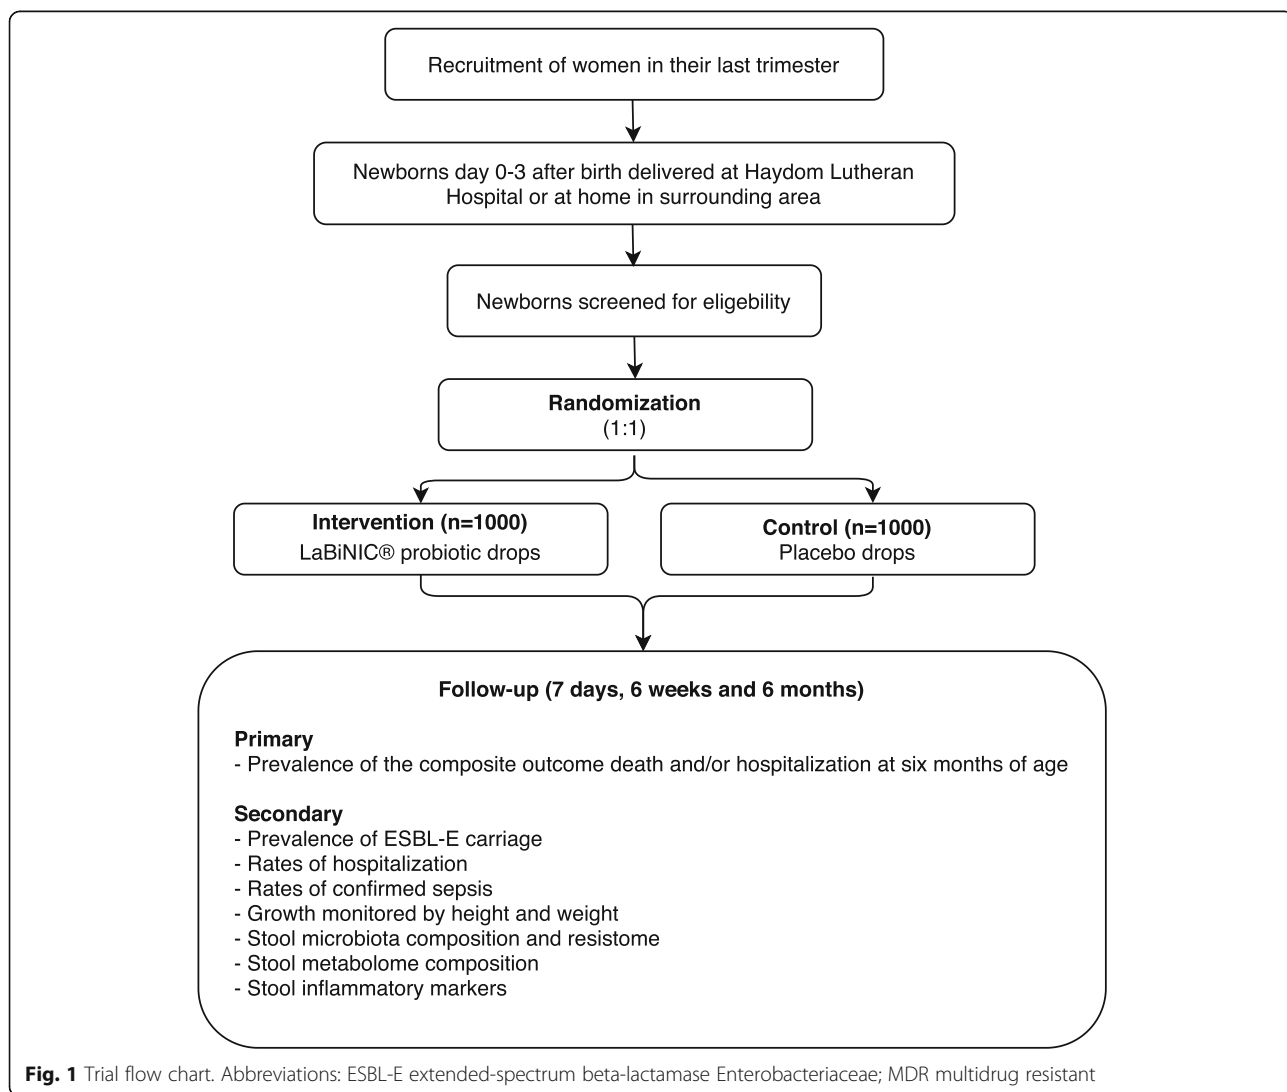 Recruitment of women in their last trimester
Newborns day 0-3 after birth delivered at Haydom Lutheran
Hospital or at home in surrounding area
Newborns screened for eligebility
Randomization
(1:1)
Intervention (n=1000)
LaBiNIC® probiotic drops
Control (n=1000)
Placebo drops
Follow-up (7 days, 6 weeks and 6 months)
Primary
- Prevalence of the composite outcome death and/or hospitalization at six months of age
Secondary
- Prevalence of ESBL-E carriage
- Rates of hospitalization
- Rates of confirmed sepsis
- Growth monitored by height and weight
- Stool microbiota composition and resistome
- Stool metabolome composition
- Stool inflammatory markers
Fig. 1 Trial flow chart. Abbreviations: ESBL-E extended-spectrum beta-lactamase Enterobacteriaceae; MDR multidrug resistant